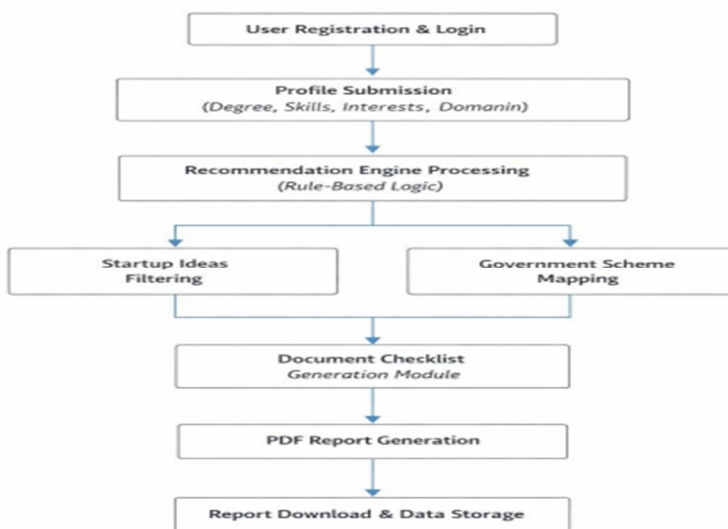 User Registration & Login
Profile Submission
(Degree, Skills, Interests, Domanin)
Recommendation Engine Processing
(Rule-Based Logic)
Startup Ideas
Filtering
Government Scheme
Mapping
Document Checklist
Generation Module
PDF Report Generation
Report Download & Data Storage